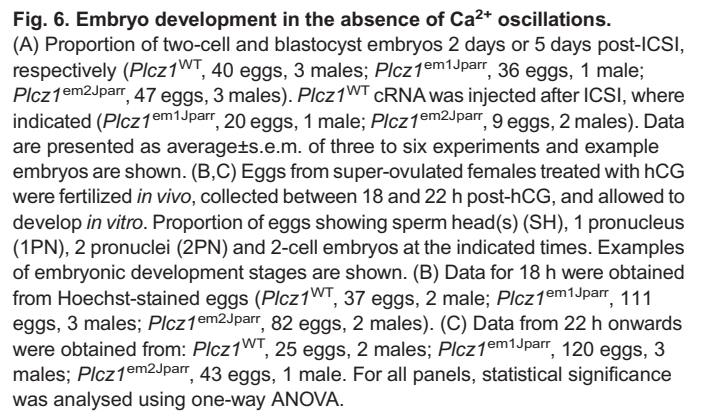 Fig. 6. Embryo development in the absence of Ca2+ oscillations.
(A) Proportion of two-cell and blastocyst embryos 2 days or 5 days post-ICSI,
respectively (Plcz1WT, 40 eggs, 3 males; Plcz1em1Jparr, 36 eggs, 1 male;
Plcz1em2Jparr, 47 eggs, 3 males). Plcz1WT cRNA was injected after ICSI, where
indicated (Plcz1em1Jparr, 20 eggs, 1 male; Plcz1em2Jparr, 9 eggs, 2 males). Data
are presented as average±s.e.m. of three to six experiments and example
embryos are shown. (B,C) Eggs from super-ovulated females treated with hCG
were fertilized in vivo, collected between 18 and 22 h post-hCG, and allowed to
develop in vitro. Proportion of eggs showing sperm head(s) (SH), 1 pronucleus
(1PN), 2 pronuclei (2PN) and 2-cell embryos at the indicated times. Examples
of embryonic development stages are shown. (B) Data for 18 h were obtained
from Hoechst-stained eggs (Plcz1WT, 37 eggs, 2 male; Plcz1em1Jparr, 111
eggs, 3 males; Plcz1em2Jparr, 82 eggs, 2 males). (C) Data from 22 h onwards
were obtained from: Plcz1WT, 25 eggs, 2 males; Plcz1em1Jparr, 120 eggs, 3
males; Plcz1em2Jparr, 43 eggs, 1 male. For all panels, statistical significance
was analysed using one-way ANOVA.